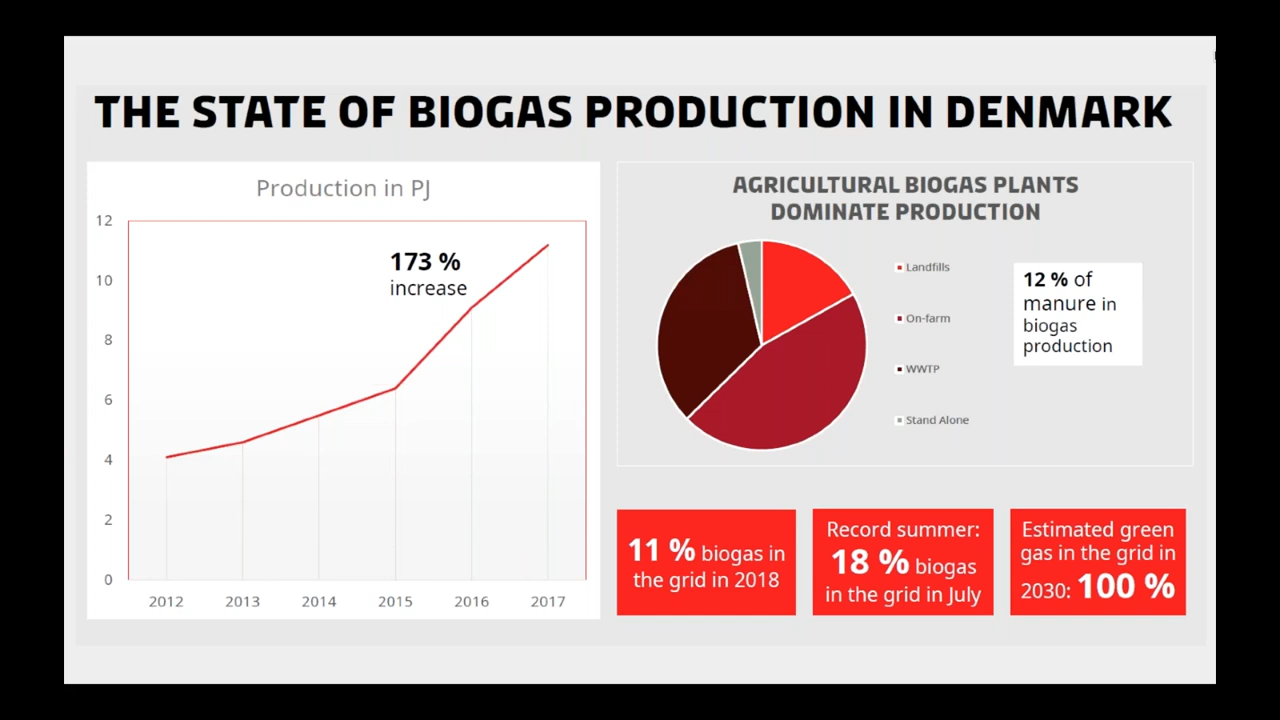 THE STATE OF BIOGAS PRODUCTION IN DENMARK
Production in PJ
12
10
8
6
4
2
0
2012 2013 2014 2015 2016 2017
173 %
increase
AGRICULTURAL BIOGAS PLANTS
DOMINATE PRODUCTION
Landfills
On-farm
WWTP
Stand Alone
12 % of
manure in
biogas
production
11 % biogas in
the grid in 2018
Record summer:
18 % biogas
in the grid in July
Estimated green
gas in the grid in
2030: 100 %